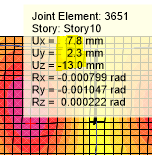 Joint Element: 3651
Story: Story10
Ux = 7.8 mm
Uy = 2.3 mm
Uz = -13.0 mm
Rx = -0.000799 rad
Ry = -0.001047 rad
Rz = 0.000222 rad